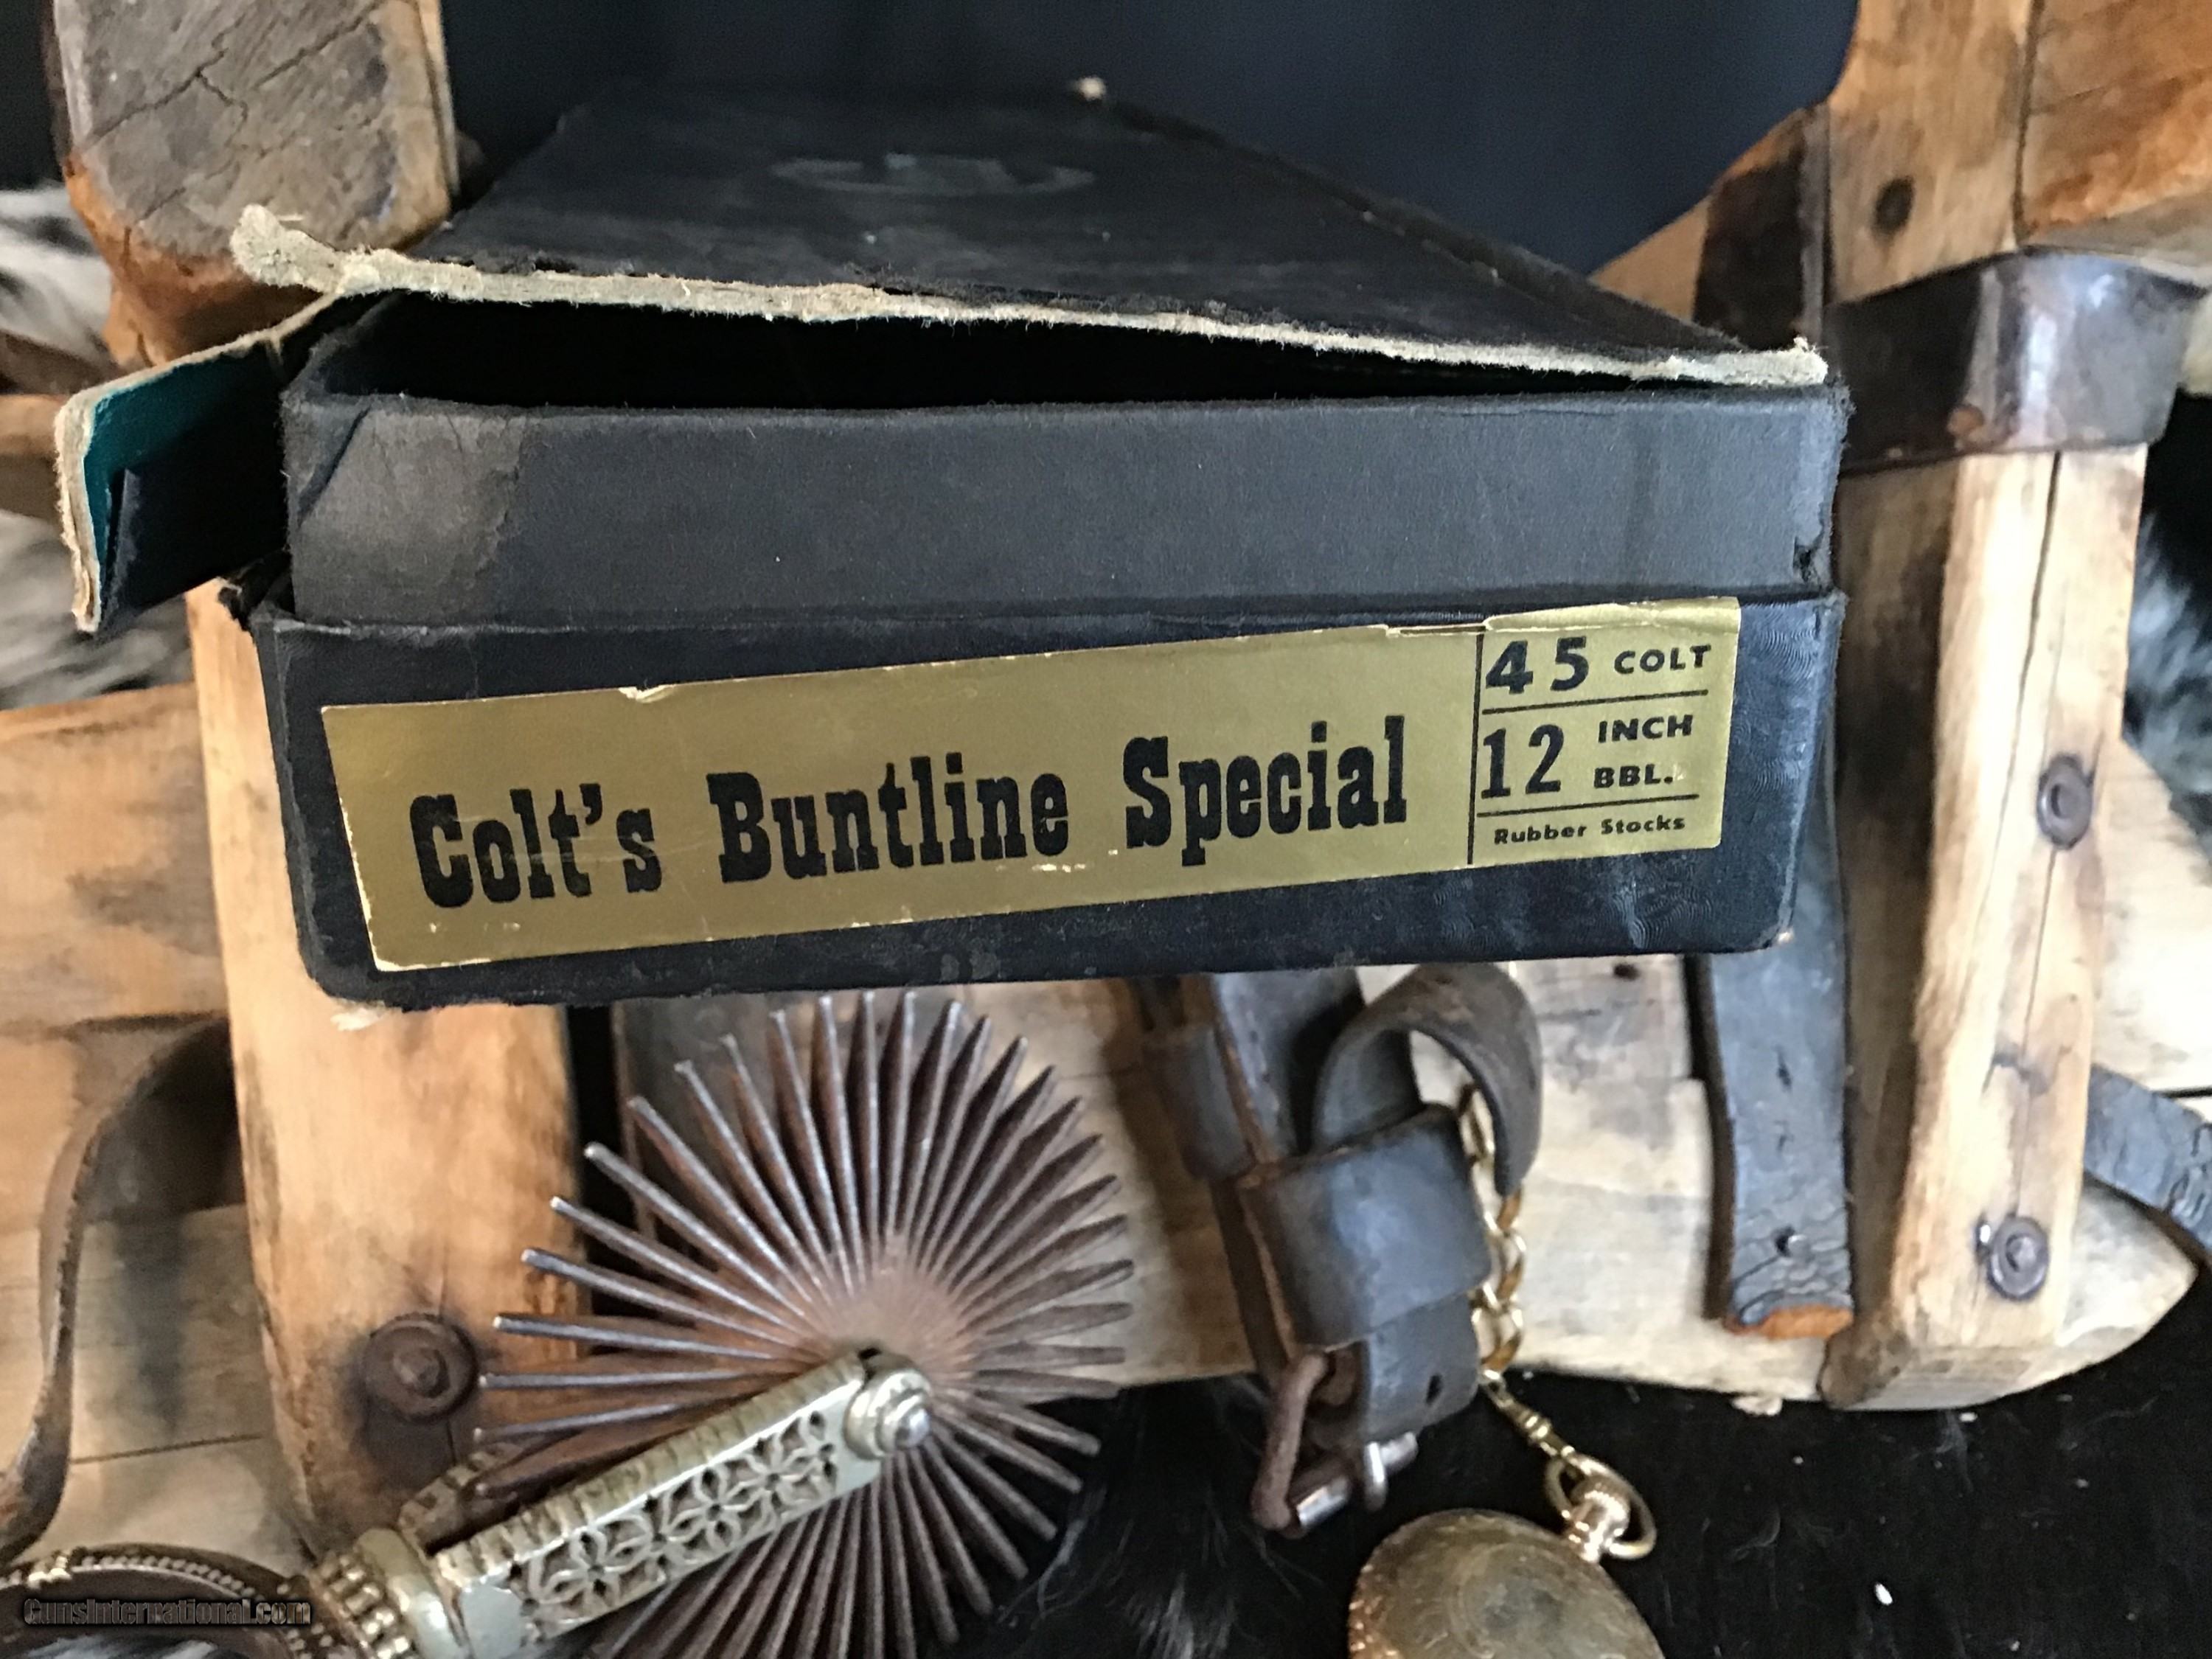 Colt's Buntline Special
45 COLT
12 INCH BBL.
Rubber Stocks
GunsInternational.com